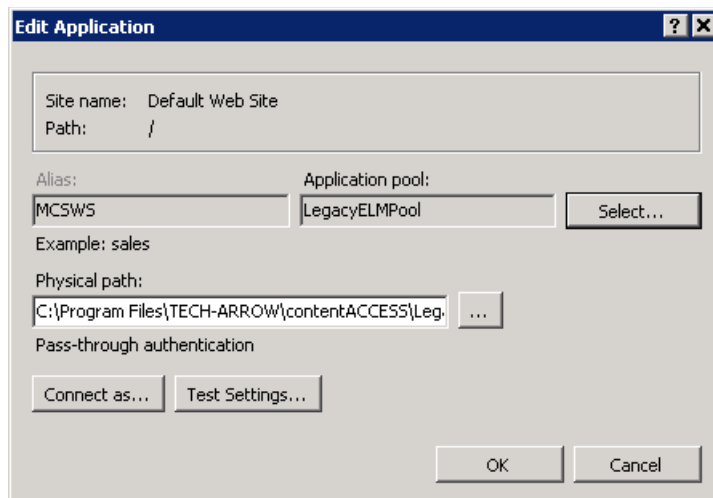 Edit Application
? X
Site name: Default Web Site
Path: /
Alias: Application pool:
MCSWS LegacyELMPool Select...
Example: sales
Physical path:
C:\Program Files\TECH-ARROW\contentACCESS\Leg ...
Pass-through authentication
Connect as... Test Settings...
OK Cancel